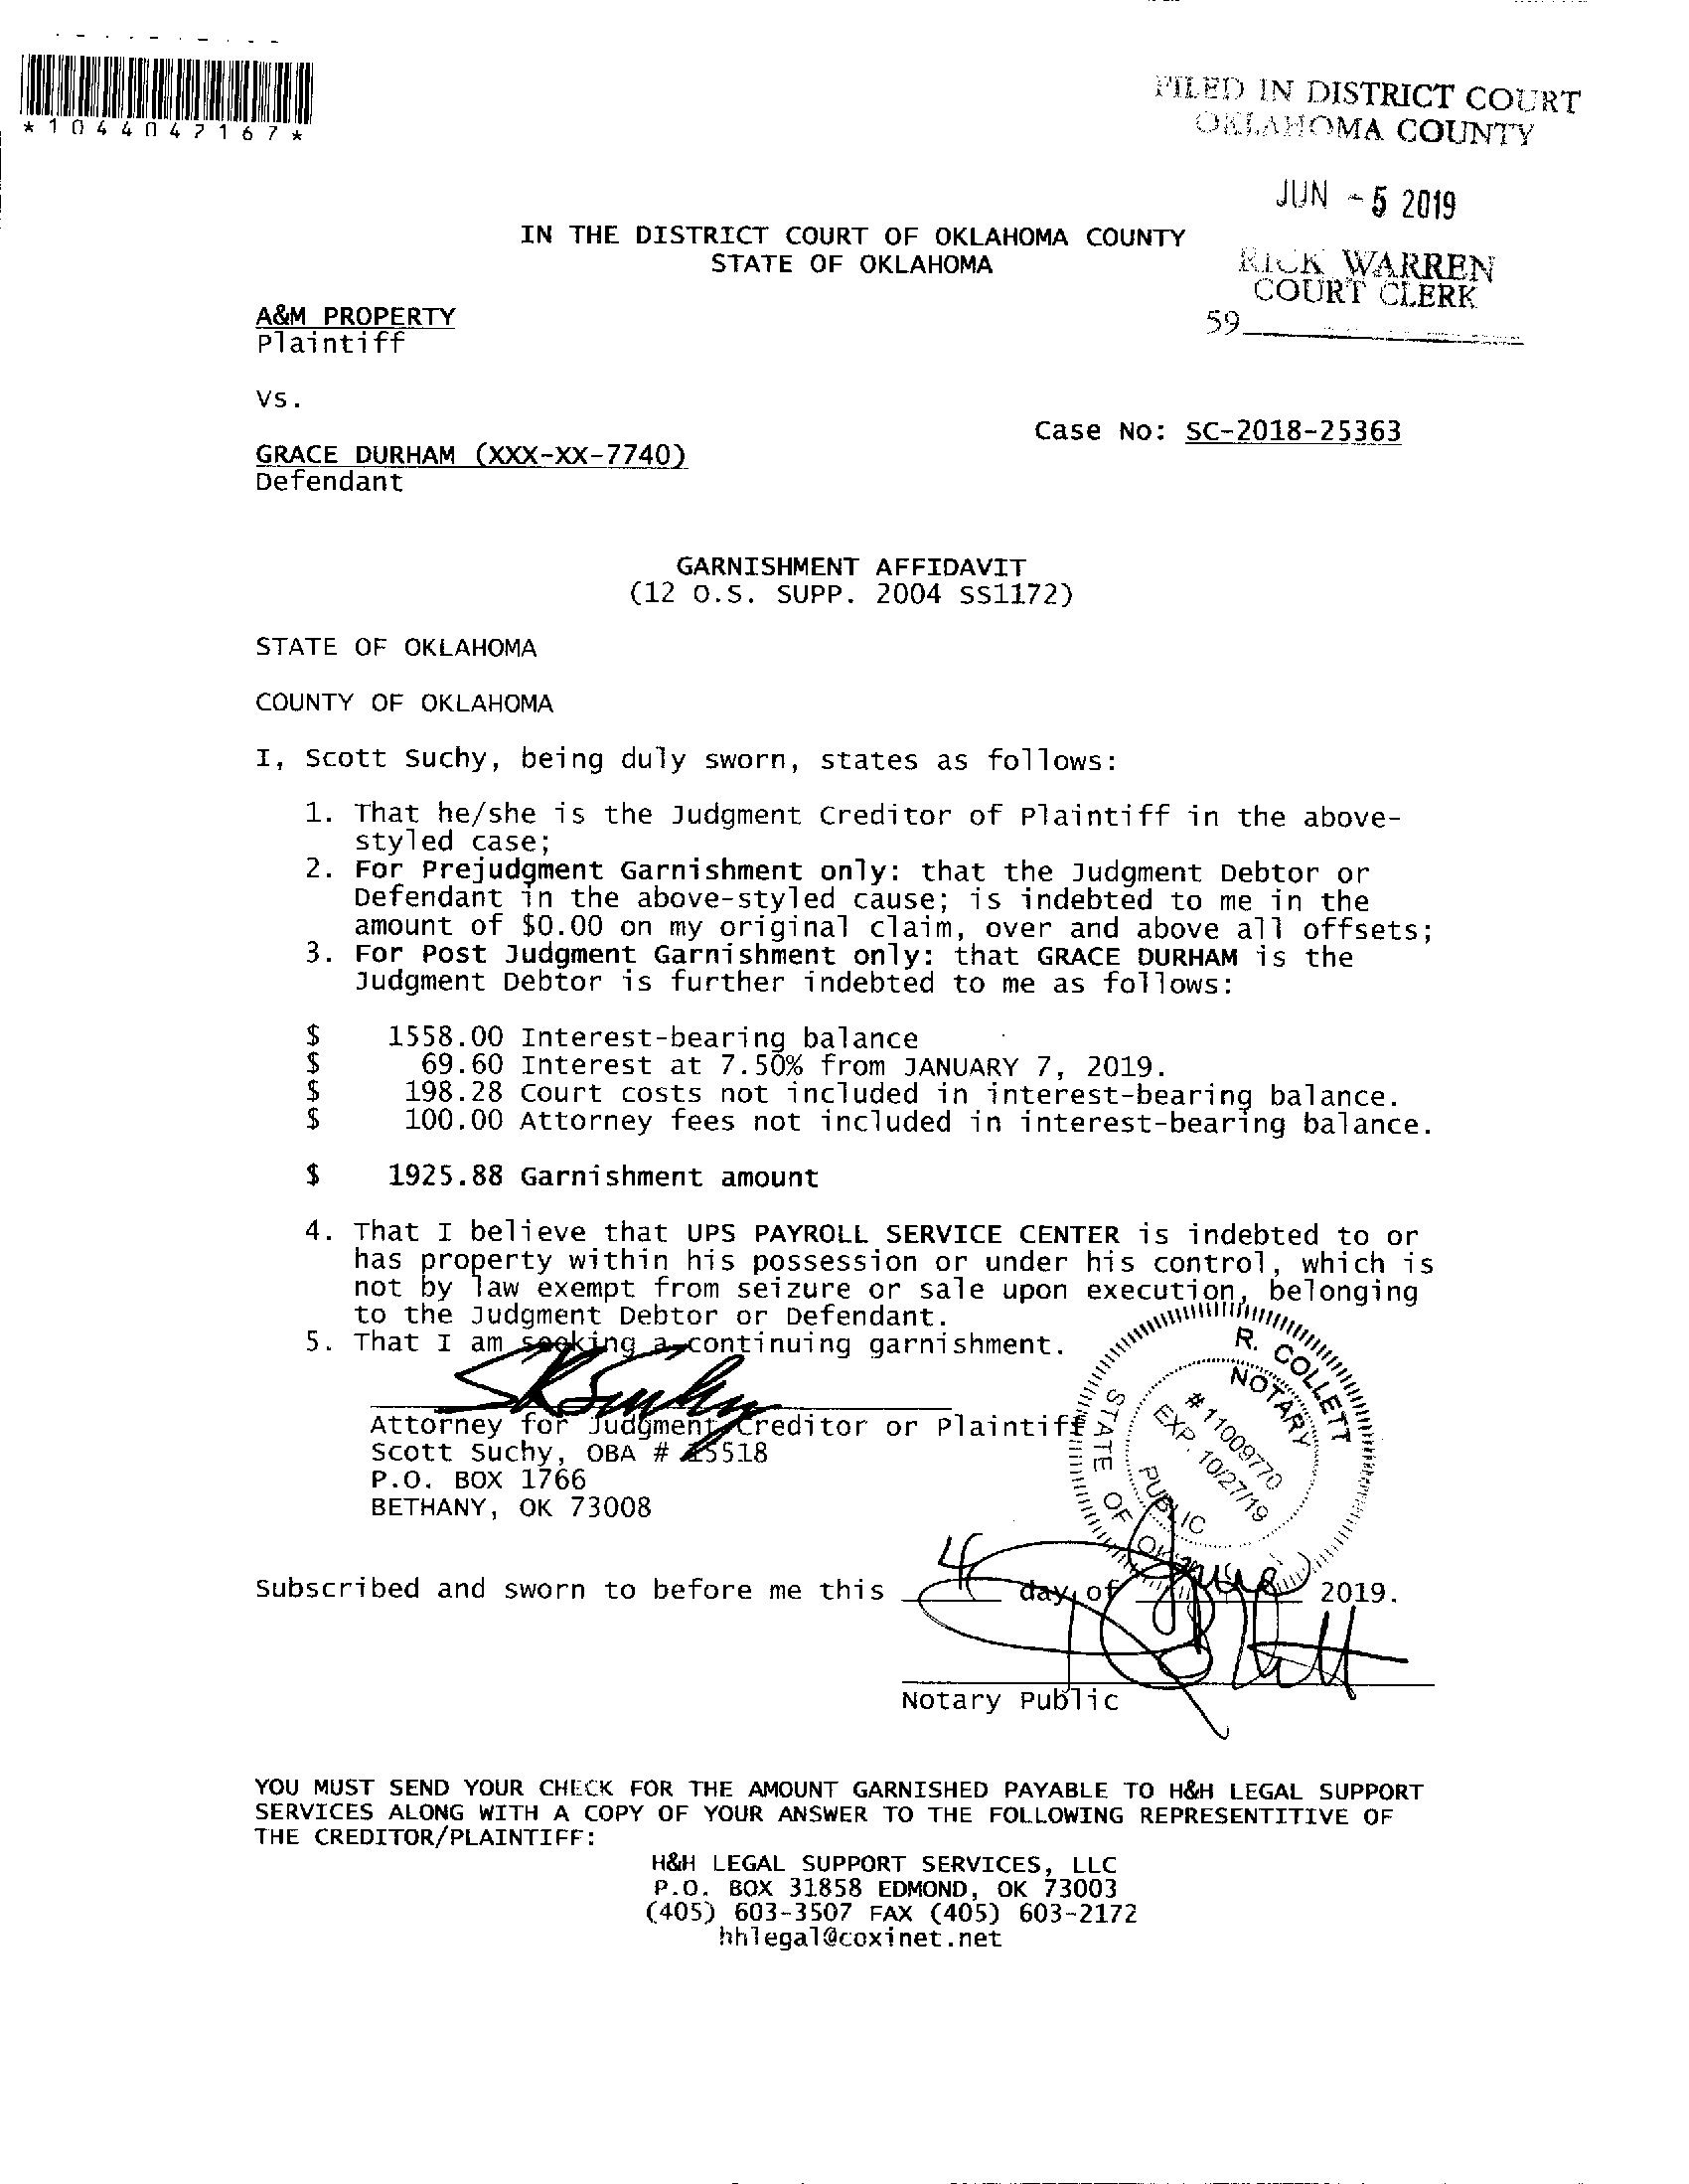 *1044047167*
FILED IN DISTRICT COURT
OKLAHOMA COUNTY
JUN - 5 2019
RICK WARREN
COURT CLERK
59
IN THE DISTRICT COURT OF OKLAHOMA COUNTY
STATE OF OKLAHOMA
A&M PROPERTY
Plaintiff
vs.
Case No: SC-2018-25363
GRACE DURHAM (XXX-XX-7740)
Defendant
GARNISHMENT AFFIDAVIT
(12 O.S. SUPP. 2004 SS1172)
STATE OF OKLAHOMA
COUNTY OF OKLAHOMA
I, Scott Suchy, being duly sworn, states as follows:
1. That he/she is the Judgment Creditor of Plaintiff in the above-
styled case;
2. For Prejudgment Garnishment only: that the Judgment Debtor or
Defendant in the above-styled cause; is indebted to me in the
amount of $0.00 on my original claim, over and above all offsets;
3. For Post Judgment Garnishment only: that GRACE DURHAM is the
Judgment Debtor is further indebted to me as follows:
$ 1558.00 Interest-bearing balance
$ 69.60 Interest at 7.50% from JANUARY 7, 2019.
$ 198.28 Court costs not included in interest-bearing balance.
$ 100.00 Attorney fees not included in interest-bearing balance.
$ 1925.88 Garnishment amount
4. That I believe that UPS PAYROLL SERVICE CENTER is indebted to or
has property within his possession or under his control, which is
not by law exempt from seizure or sale upon execution, belonging
to the Judgment Debtor or Defendant.
5. That I am seeking a continuing garnishment.
Attorney for Judgment Creditor or Plaintiff
Scott Suchy, OBA # 15518
P.O. BOX 1766
BETHANY, OK 73008
R. COLLETT
NOTARY
# 11009770
EXP. 10/27/19
PUBLIC
STATE OF
Subscribed and sworn to before me this 4 day of June 2019.
Notary Public
YOU MUST SEND YOUR CHECK FOR THE AMOUNT GARNISHED PAYABLE TO H&H LEGAL SUPPORT
SERVICES ALONG WITH A COPY OF YOUR ANSWER TO THE FOLLOWING REPRESENTITIVE OF
THE CREDITOR/PLAINTIFF:
H&H LEGAL SUPPORT SERVICES, LLC
P.O. BOX 31858 EDMOND, OK 73003
(405) 603-3507 FAX (405) 603-2172
hhlegal@coxinet.net